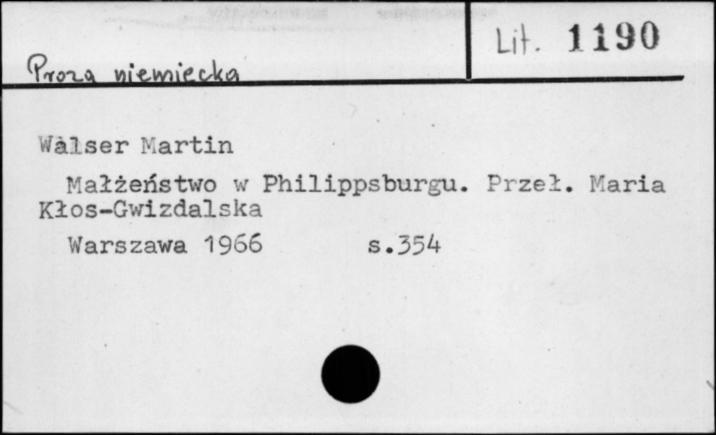 Lit. 1190
Proza niemiecka
Walser Martin
Małżeństwo w Philippsburgu. Przeł. Maria
Kłos-Gwizdalska
Warszawa 1966 s.354